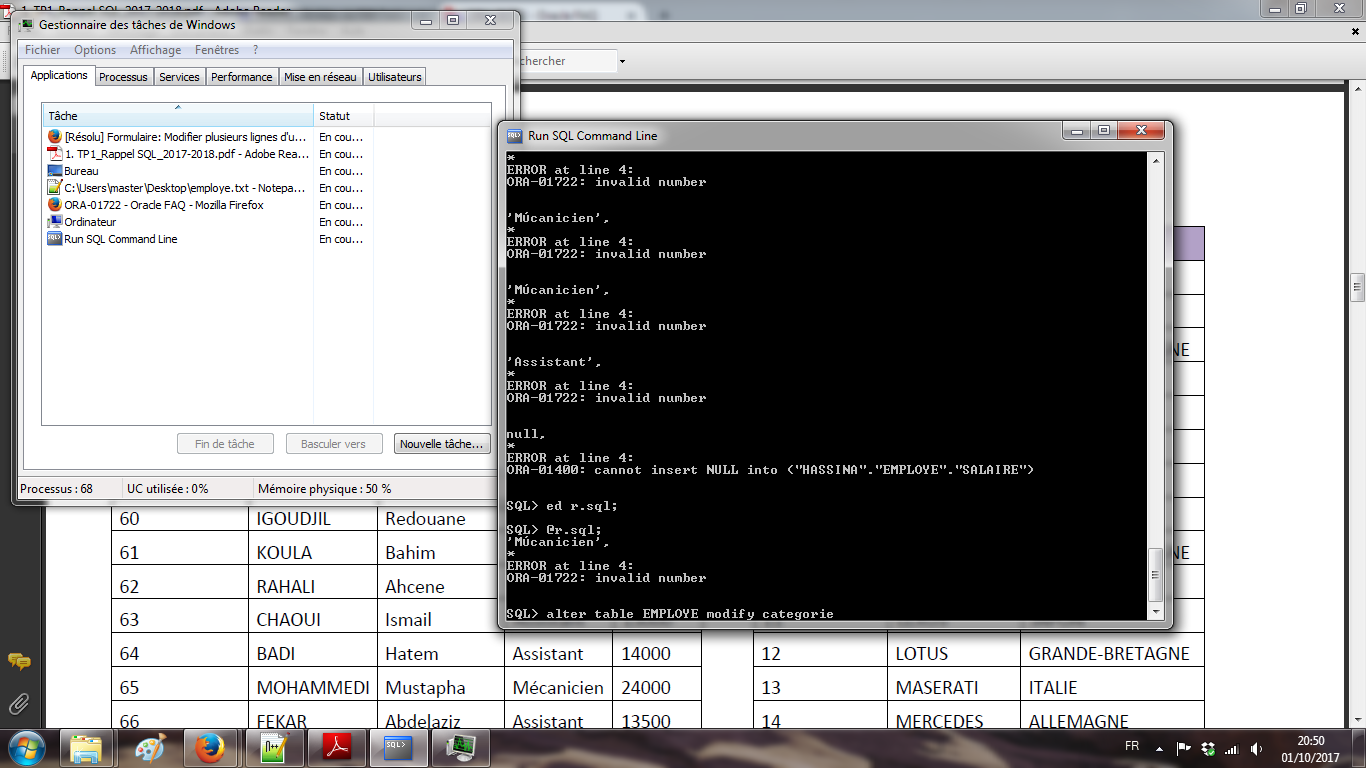 1. TP1_Rappel SQL_2017-2018.pdf - Adobe Reader
Gestionnaire des tâches de Windows
Fichier Options Affichage Fenêtres ?
Applications Processus Services Performance Mise en réseau Utilisateurs
Tâche Statut
[Résolu] Formulaire: Modifier plusieurs lignes d'u... En cou...
1. TP1_Rappel SQL_2017-2018.pdf - Adobe Rea... En cou...
Bureau En cou...
C:\Users\master\Desktop\employe.txt - Notepa... En cou...
ORA-01722 - Oracle FAQ - Mozilla Firefox En cou...
Ordinateur En cou...
Run SQL Command Line En cou...
Fin de tâche Basculer vers Nouvelle tâche...
Processus : 68 UC utilisée : 0% Mémoire physique : 50 %
chercher
Run SQL Command Line
*
ERROR at line 4:
ORA-01722: invalid number
'Múcanicien',
*
ERROR at line 4:
ORA-01722: invalid number
'Múcanicien',
*
ERROR at line 4:
ORA-01722: invalid number
'Assistant',
*
ERROR at line 4:
ORA-01722: invalid number
null,
*
ERROR at line 4:
ORA-01400: cannot insert NULL into ("HASSINA"."EMPLOYE"."SALAIRE")
SQL> ed r.sql;
SQL> @r.sql;
'Múcanicien',
*
ERROR at line 4:
ORA-01722: invalid number
SQL> alter table EMPLOYE modify categorie
NE
NE
60 IGOUDJIL Redouane
61 KOULA Bahim
62 RAHALI Ahcene
63 CHAOUI Ismail
64 BADI Hatem Assistant 14000 12 LOTUS GRANDE-BRETAGNE
65 MOHAMMEDI Mustapha Mécanicien 24000 13 MASERATI ITALIE
66 FEKAR Abdelaziz Assistant 13500 14 MERCEDES ALLEMAGNE
FR 20:50
01/10/2017